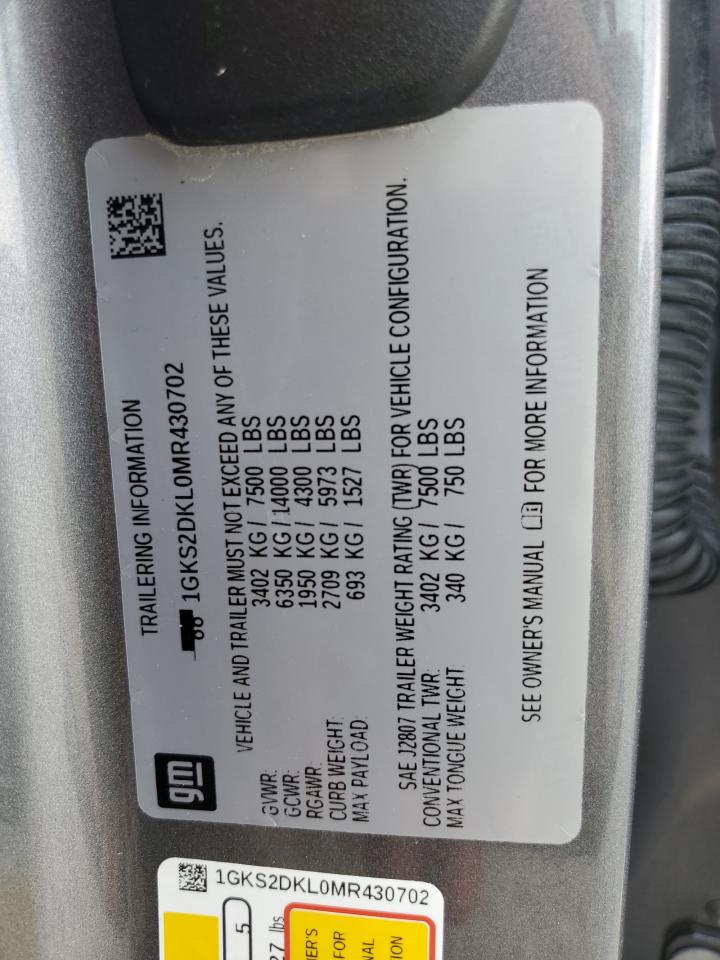 gm
TRAILERING INFORMATION
1GKS2DKL0MR430702
VEHICLE AND TRAILER MUST NOT EXCEED ANY OF THESE VALUES.
GVWR: 3402 KG / 7500 LBS
GCWR: 6350 KG / 14000 LBS
RGAWR: 1950 KG / 4300 LBS
CURB WEIGHT: 2709 KG / 5973 LBS
MAX PAYLOAD: 693 KG / 1527 LBS
SAE J2807 TRAILER WEIGHT RATING (TWR) FOR VEHICLE CONFIGURATION.
CONVENTIONAL TWR: 3402 KG / 7500 LBS
MAX TONGUE WEIGHT: 340 KG / 750 LBS
SEE OWNER'S MANUAL FOR MORE INFORMATION
1GKS2DKL0MR430702
5
27 lbs
FOR